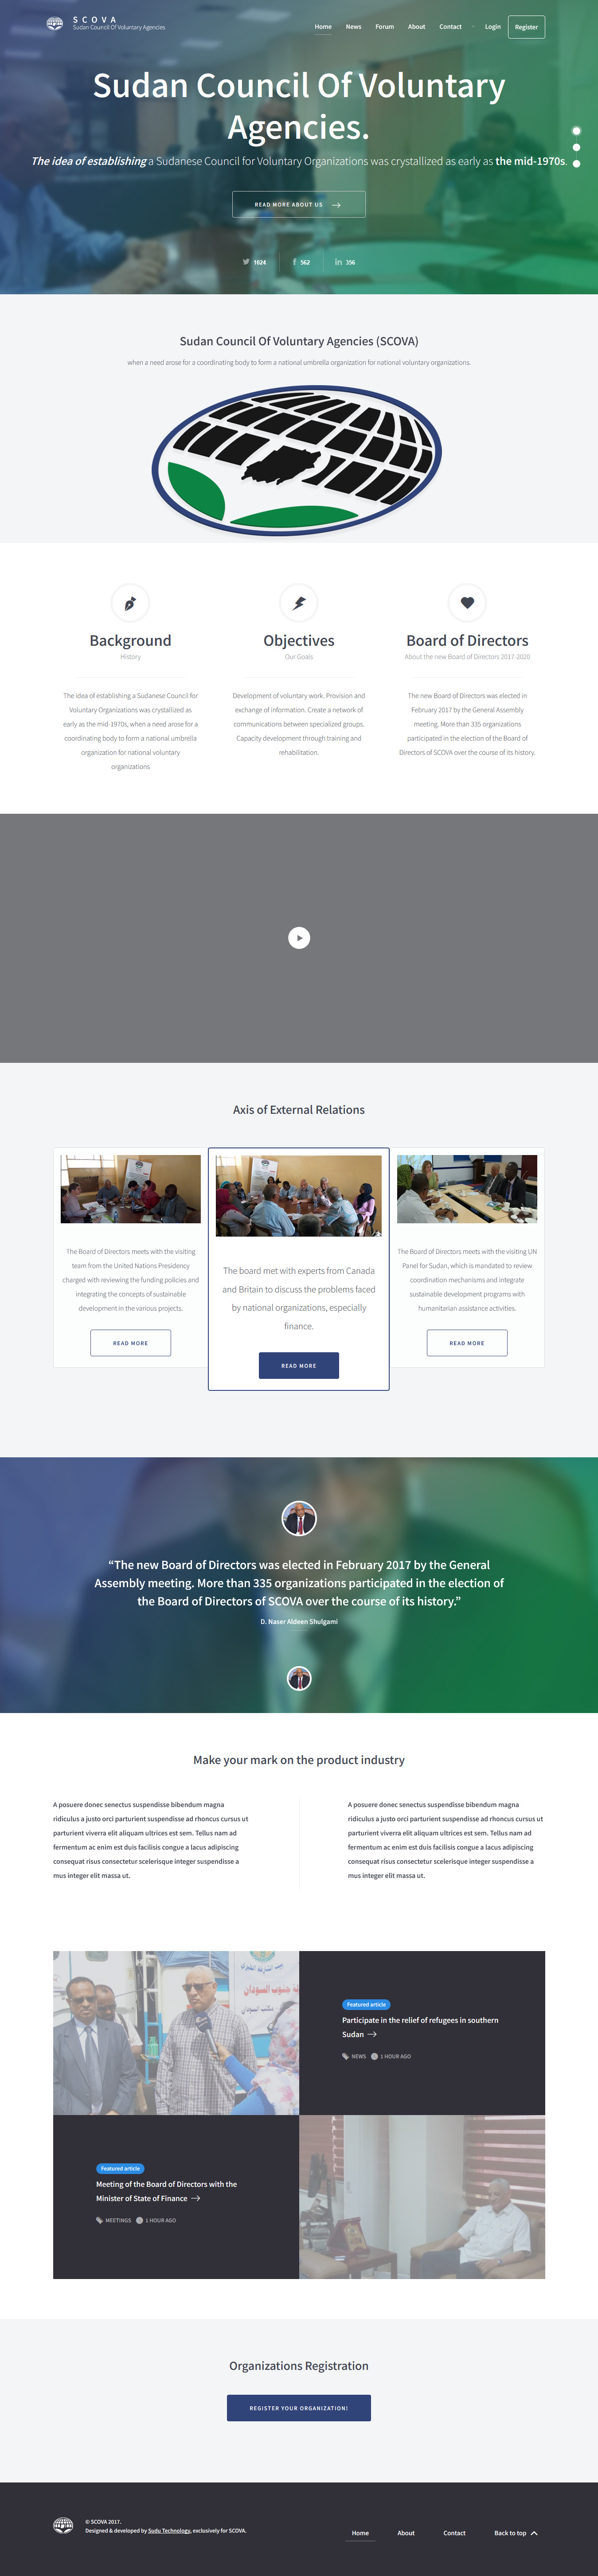 S C O V A
Sudan Council Of Voluntary Agencies
Home News Forum About Contact Login Register
Sudan Council Of Voluntary
Agencies.
The idea of establishing a Sudanese Council for Voluntary Organizations was crystallized as early as the mid-1970s.
READ MORE ABOUT US
1024 562 356
Sudan Council Of Voluntary Agencies (SCOVA)
when a need arose for a coordinating body to form a national umbrella organization for national voluntary organizations.
Background
History
The idea of establishing a Sudanese Council for
Voluntary Organizations was crystallized as
early as the mid-1970s, when a need arose for a
coordinating body to form a national umbrella
organization for national voluntary
organizations
Objectives
Our Goals
Development of voluntary work. Provision and
exchange of information. Create a network of
communications between specialized groups.
Capacity development through training and
rehabilitation.
Board of Directors
About the new Board of Directors 2017-2020
The new Board of Directors was elected in
February 2017 by the General Assembly
meeting. More than 335 organizations
participated in the election of the Board of
Directors of SCOVA over the course of its history.
Axis of External Relations
The Board of Directors meets with the visiting
team from the United Nations Presidency
charged with reviewing the funding policies and
integrating the concepts of sustainable
development in the various projects.
READ MORE
The board met with experts from Canada
and Britain to discuss the problems faced
by national organizations, especially
finance.
READ MORE
The Board of Directors meets with the visiting UN
Panel for Sudan, which is mandated to review
coordination mechanisms and integrate
sustainable development programs with
humanitarian assistance activities.
READ MORE
“The new Board of Directors was elected in February 2017 by the General
Assembly meeting. More than 335 organizations participated in the election of
the Board of Directors of SCOVA over the course of its history.”
D. Naser Aldeen Shulgami
Make your mark on the product industry
A posuere donec senectus suspendisse bibendum magna
ridiculus a justo orci parturient suspendisse ad rhoncus cursus ut
parturient viverra elit aliquam ultrices est sem. Tellus nam ad
fermentum ac enim est duis facilisis congue a lacus adipiscing
consequat risus consectetur scelerisque integer suspendisse a
mus integer elit massa ut.
A posuere donec senectus suspendisse bibendum magna
ridiculus a justo orci parturient suspendisse ad rhoncus cursus ut
parturient viverra elit aliquam ultrices est sem. Tellus nam ad
fermentum ac enim est duis facilisis congue a lacus adipiscing
consequat risus consectetur scelerisque integer suspendisse a
mus integer elit massa ut.
Featured article
Participate in the relief of refugees in southern
Sudan
NEWS 1 HOUR AGO
Featured article
Meeting of the Board of Directors with the
Minister of State of Finance
MEETINGS 1 HOUR AGO
Organizations Registration
REGISTER YOUR ORGANIZATION!
© SCOVA 2017.
Designed & developed by Sudu Technology, exclusively for SCOVA.
Home About Contact Back to top